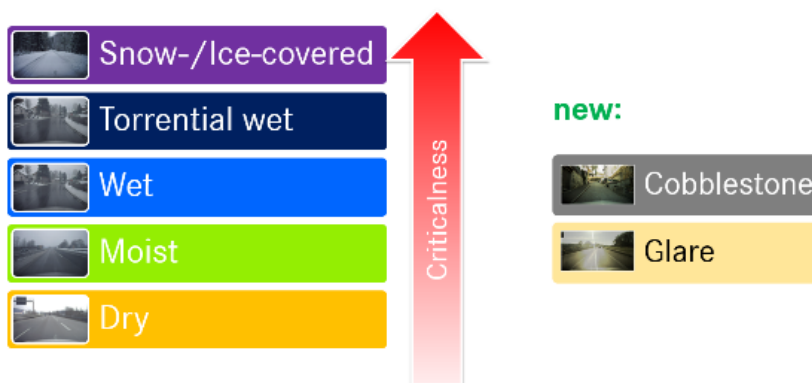 Snow-/Ice-covered
Torrential wet
Wet
Moist
Dry
Criticalness
new:
Cobblestone
Glare